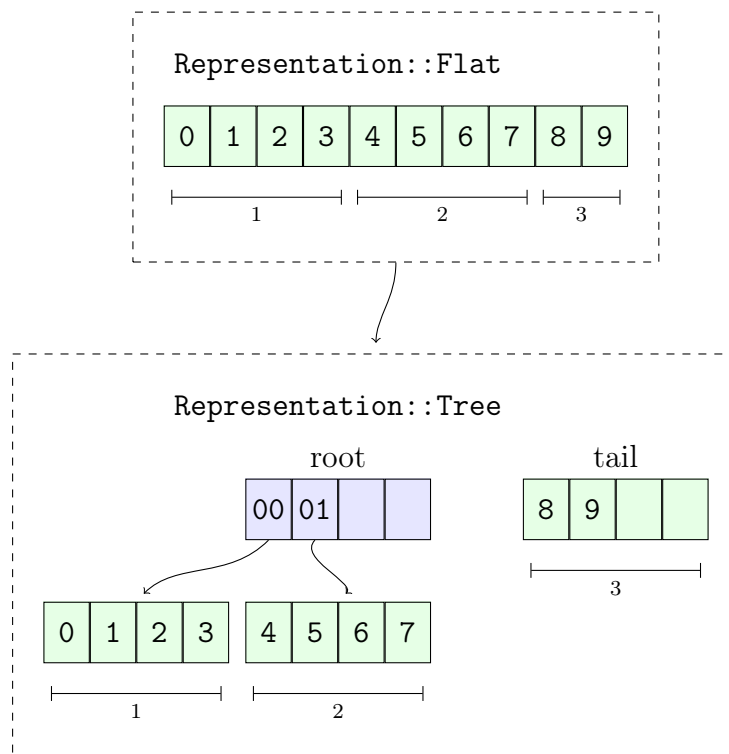 Representation::Flat
0 1 2 3 4 5 6 7 8 9
1 2 3
Representation::Tree
root tail
00 01 8 9
3
0 1 2 3 4 5 6 7
1 2